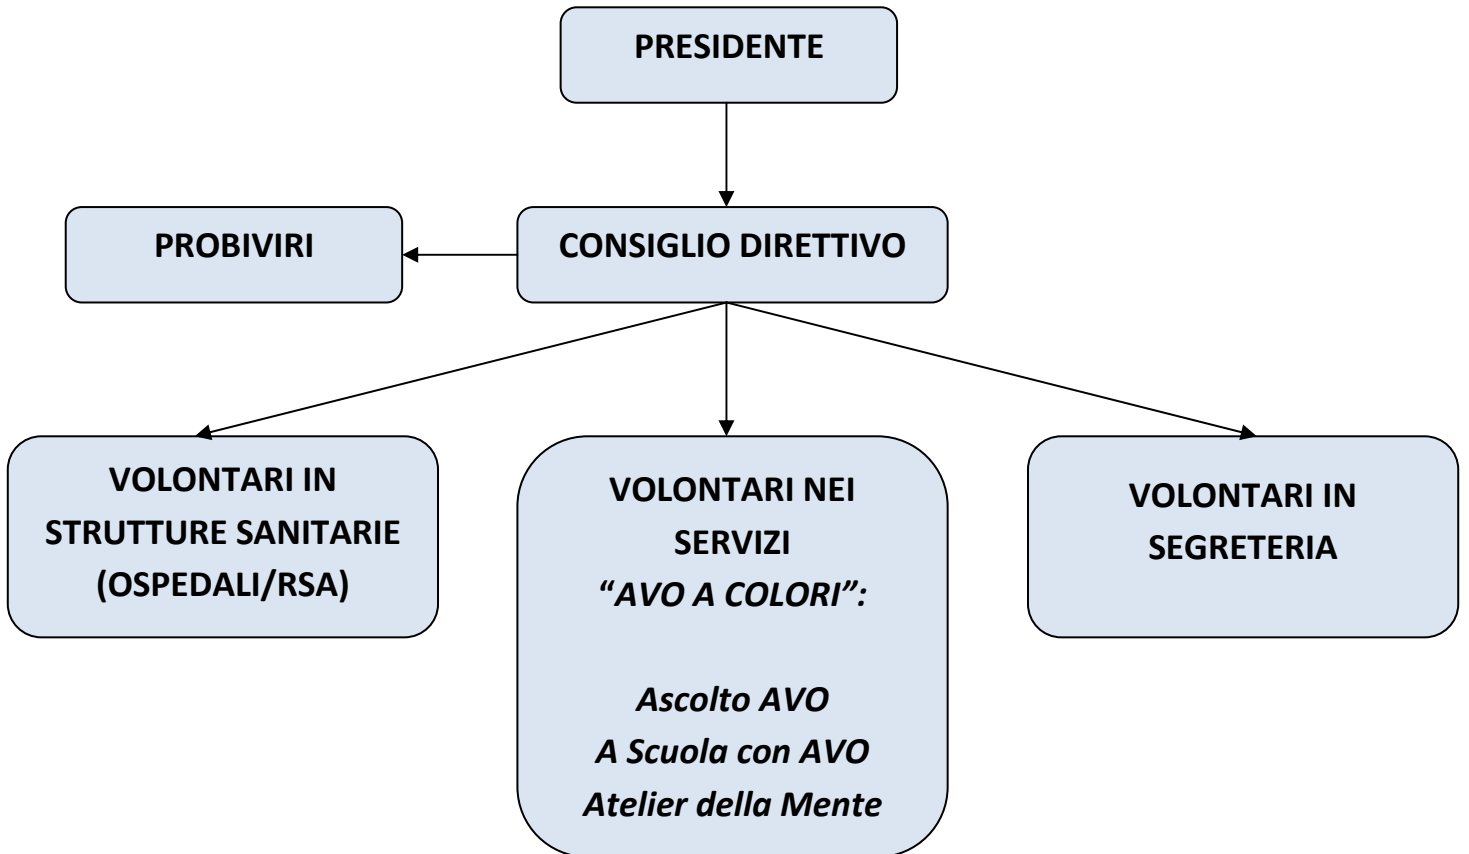 PRESIDENTE
PROBIVIRI
CONSIGLIO DIRETTIVO
VOLONTARI IN
STRUTTURE SANITARIE
(OSPEDALI/RSA)
VOLONTARI NEI
SERVIZI
“AVO A COLORI”:
Ascolto AVO
A Scuola con AVO
Atelier della Mente
VOLONTARI IN
SEGRETERIA